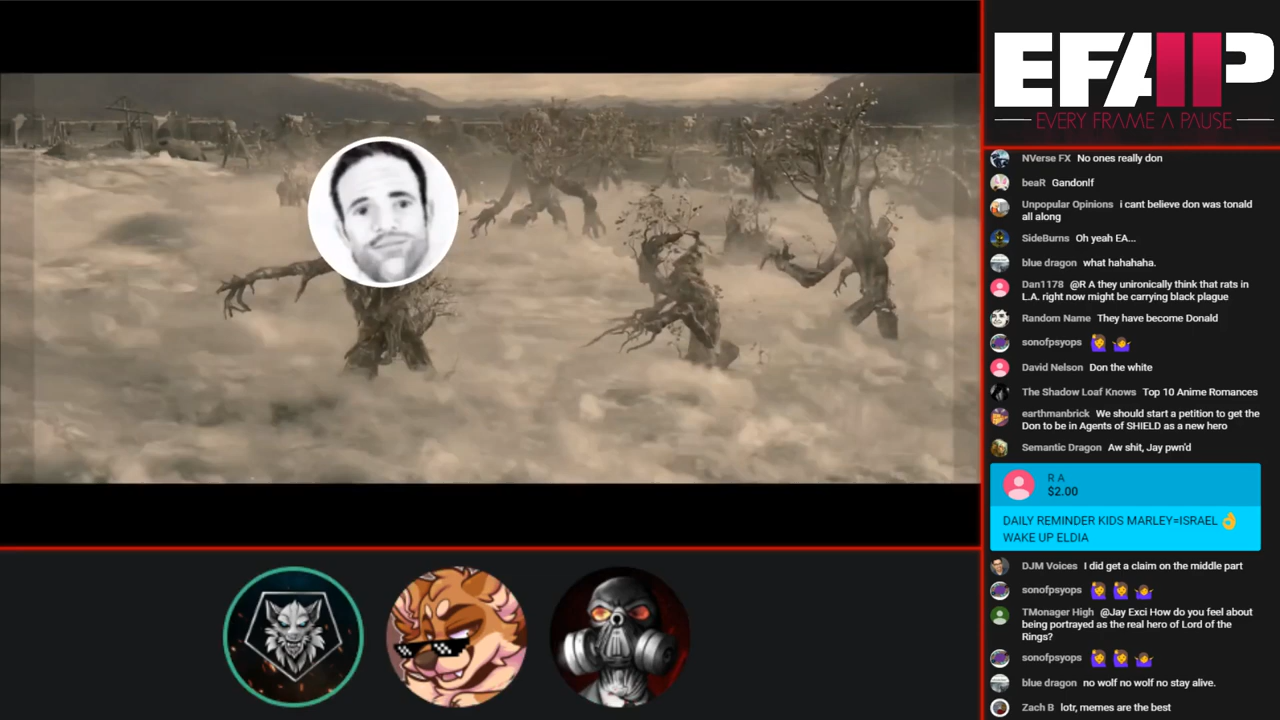 EFAP
EVERY FRAME A PAUSE
NVerse FX No ones really don
beaR Gandonlf
Unpopular Opinions i cant believe don was tonald
all along
SideBurns Oh yeah EA...
blue dragon what hahahaha.
Dan1178 @R A they unironically think that rats in
L.A. right now might be carrying black plague
Random Name They have become Donald
sonofpsyops 🙋 🤷
David Nelson Don the white
The Shadow Loaf Knows Top 10 Anime Romances
earthmanbrick We should start a petition to get the
Don to be in Agents of SHIELD as a new hero
Semantic Dragon Aw shit, Jay pwn'd
R A
$2.00
DAILY REMINDER KIDS MARLEY=ISRAEL 👌
WAKE UP ELDIA
DJM Voices I did get a claim on the middle part
sonofpsyops 🙋 🙋 🤷
TMonager High @Jay Exci How do you feel about
being portrayed as the real hero of Lord of the
Rings?
sonofpsyops 🙋 🙋 🤷
blue dragon no wolf no wolf no stay alive.
Zach B lotr, memes are the best